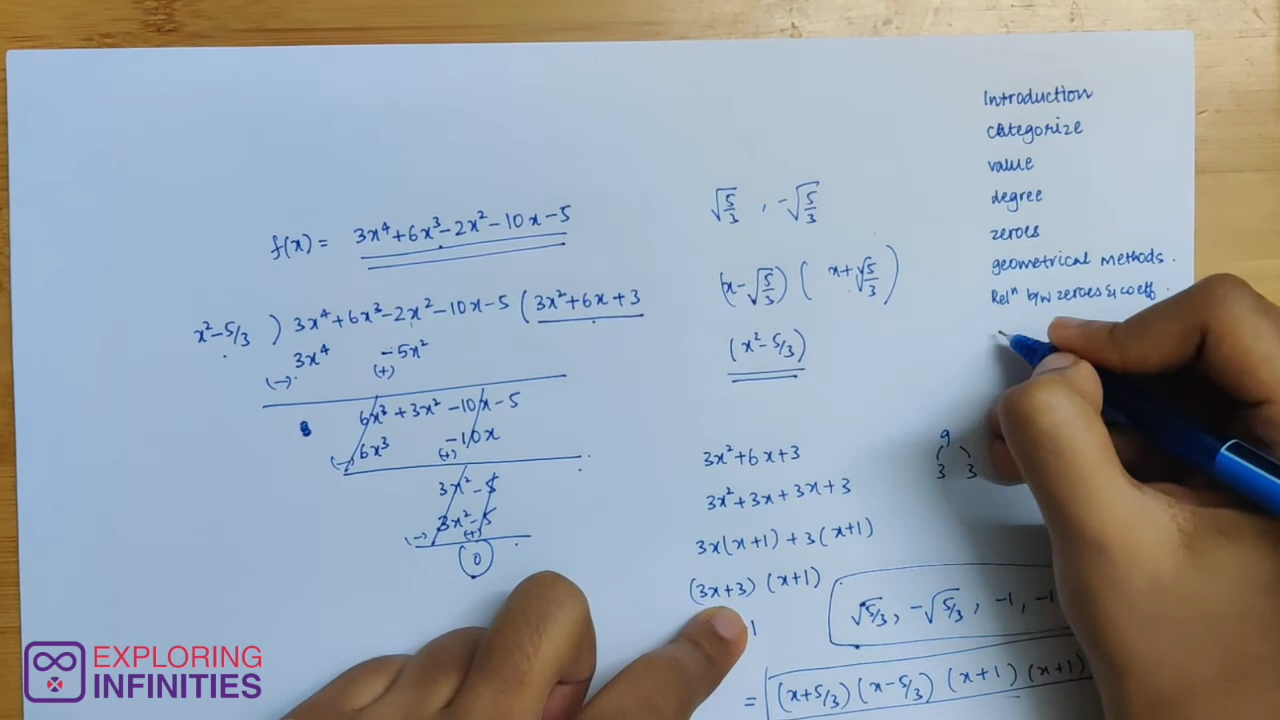 f(x) = 3x⁴+6x³-2x²-10x-5
x²-5/3 ) 3x⁴+6x³-2x²-10x-5 ( 3x²+6x+3
3x⁴ -5x²
(-) (+)
6x³+3x²-10x-5
6x³ -10x
(-) (+)
3x²-5
3x²-5
(-) (+)
0
√5/3 , -√5/3
(x-√5/3) ( x+√5/3 )
(x²-5/3)
3x²+6x+3
3x²+3x+3x+3
3x(x+1)+3(x+1)
(3x+3) (x+1)
9
3 3
√5/3, -√5/3, -1, -1
= (x+5/3) (x-5/3) (x+1) (x+1)
Introduction
categorize
value
degree
zeroes
geometrical methods.
Relⁿ b/w zeroes & coeff.
EXPLORING
INFINITIES